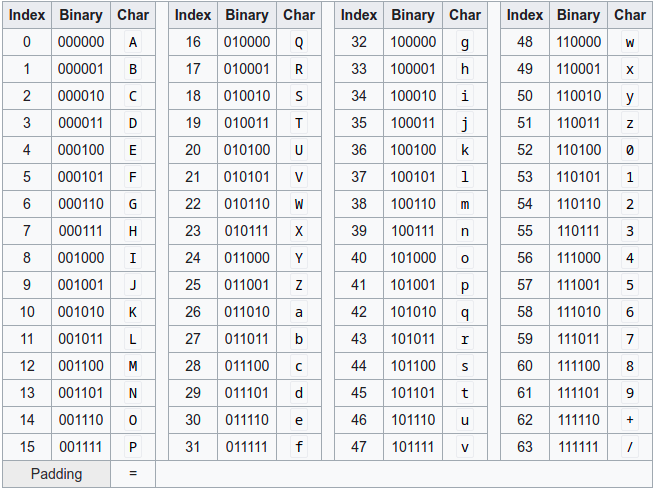 Index Binary Char Index Binary Char Index Binary Char Index Binary Char
0 000000 A 16 010000 Q 32 100000 g 48 110000 w
1 000001 B 17 010001 R 33 100001 h 49 110001 x
2 000010 C 18 010010 S 34 100010 i 50 110010 y
3 000011 D 19 010011 T 35 100011 j 51 110011 z
4 000100 E 20 010100 U 36 100100 k 52 110100 0
5 000101 F 21 010101 V 37 100101 l 53 110101 1
6 000110 G 22 010110 W 38 100110 m 54 110110 2
7 000111 H 23 010111 X 39 100111 n 55 110111 3
8 001000 I 24 011000 Y 40 101000 o 56 111000 4
9 001001 J 25 011001 Z 41 101001 p 57 111001 5
10 001010 K 26 011010 a 42 101010 q 58 111010 6
11 001011 L 27 011011 b 43 101011 r 59 111011 7
12 001100 M 28 011100 c 44 101100 s 60 111100 8
13 001101 N 29 011101 d 45 101101 t 61 111101 9
14 001110 O 30 011110 e 46 101110 u 62 111110 +
15 001111 P 31 011111 f 47 101111 v 63 111111 /
Padding =